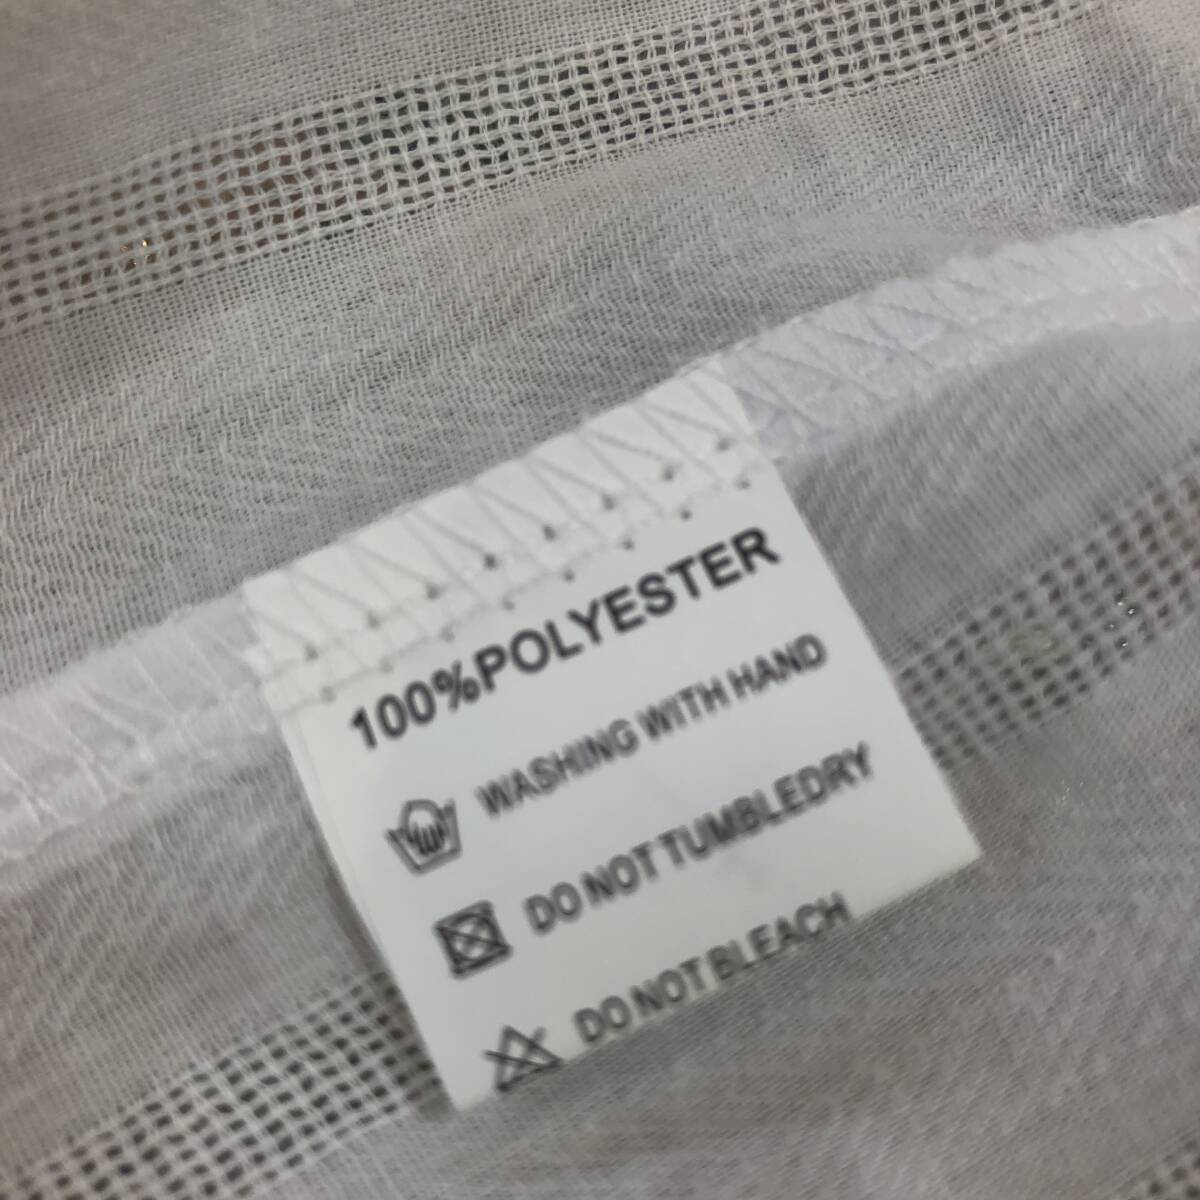 100%POLYESTER
WASHING WITH HAND
DO NOT TUMBLEDRY
DO NOT BLEACH